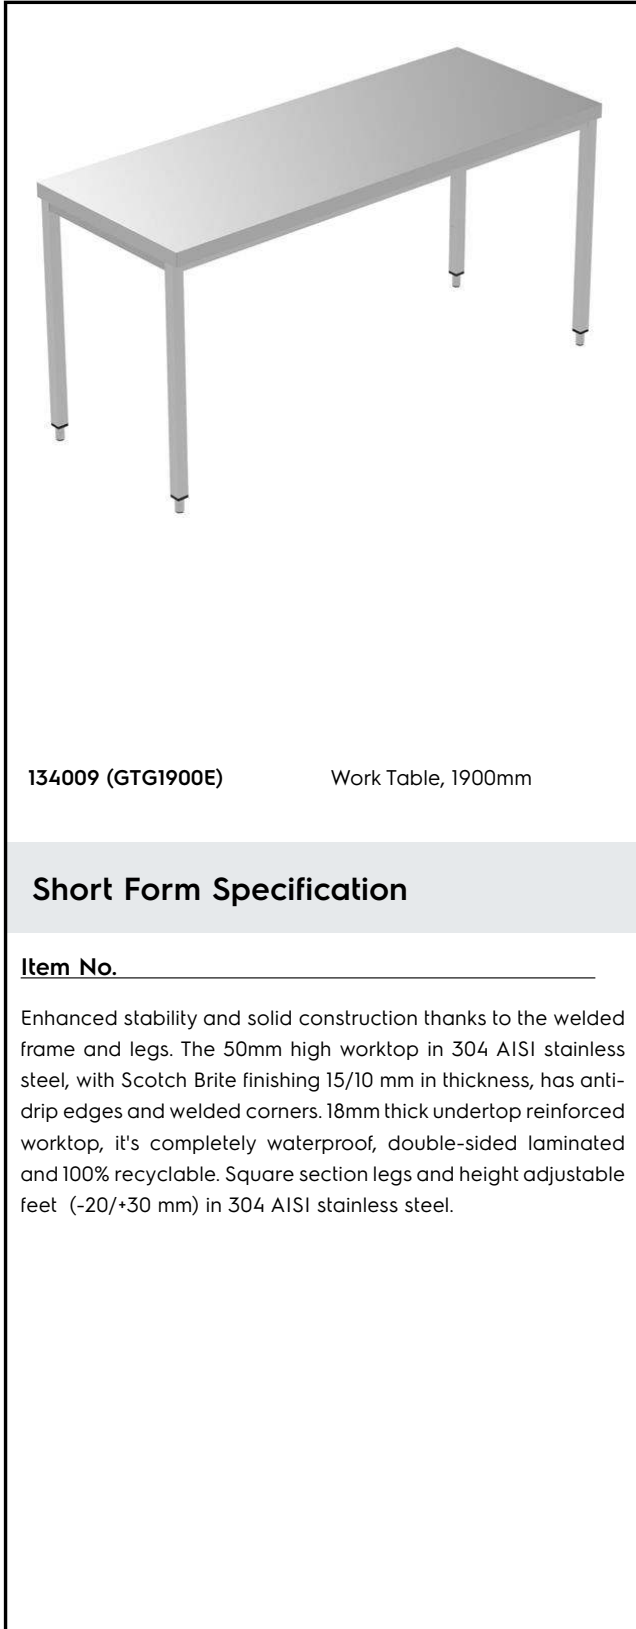 134009 (GTG1900E) Work Table, 1900mm
Short Form Specification
Item No.
Enhanced stability and solid construction thanks to the welded
frame and legs. The 50mm high worktop in 304 AISI stainless
steel, with Scotch Brite finishing 15/10 mm in thickness, has anti-
drip edges and welded corners. 18mm thick undertop reinforced
worktop, it's completely waterproof, double-sided laminated
and 100% recyclable. Square section legs and height adjustable
feet (-20/+30 mm) in 304 AISI stainless steel.